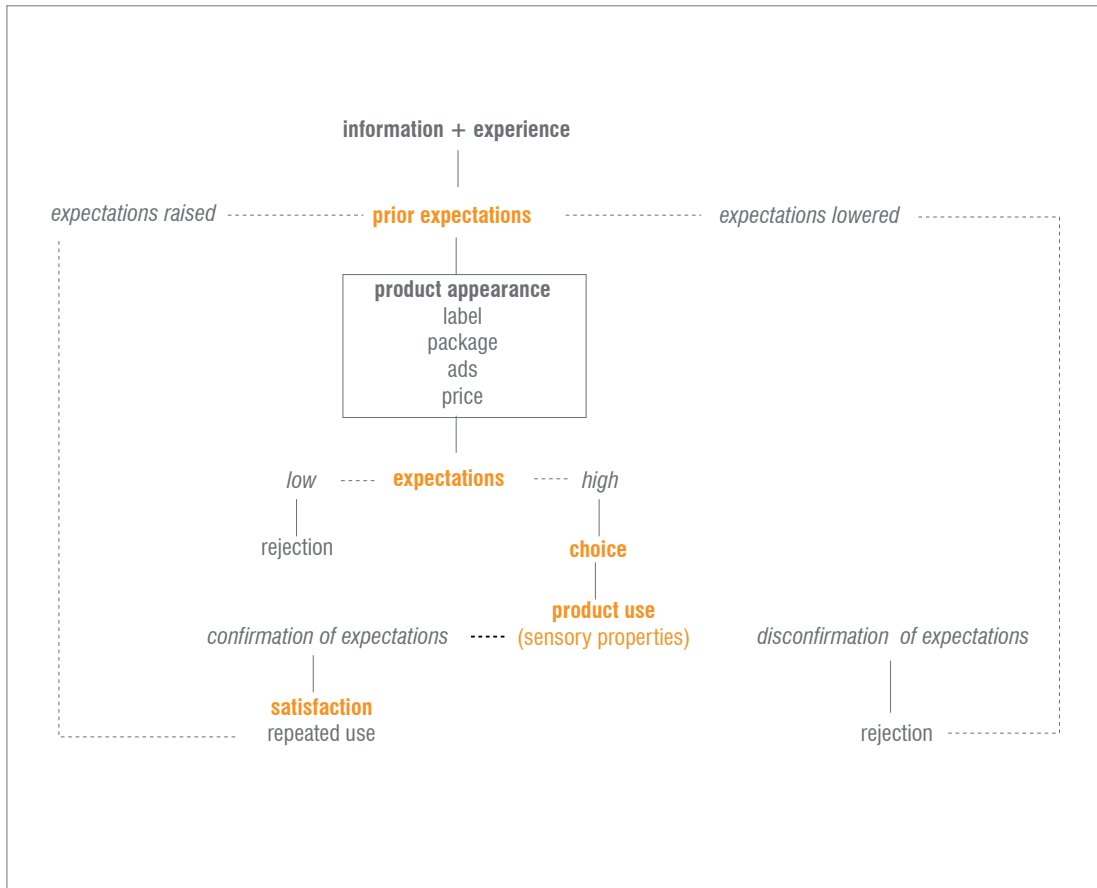 information + experience
expectations raised
prior expectations
expectations lowered
product appearance
label
package
ads
price
low
expectations
high
rejection
choice
product use
confirmation of expectations
(sensory properties)
disconfirmation of expectations
satisfaction
repeated use
rejection